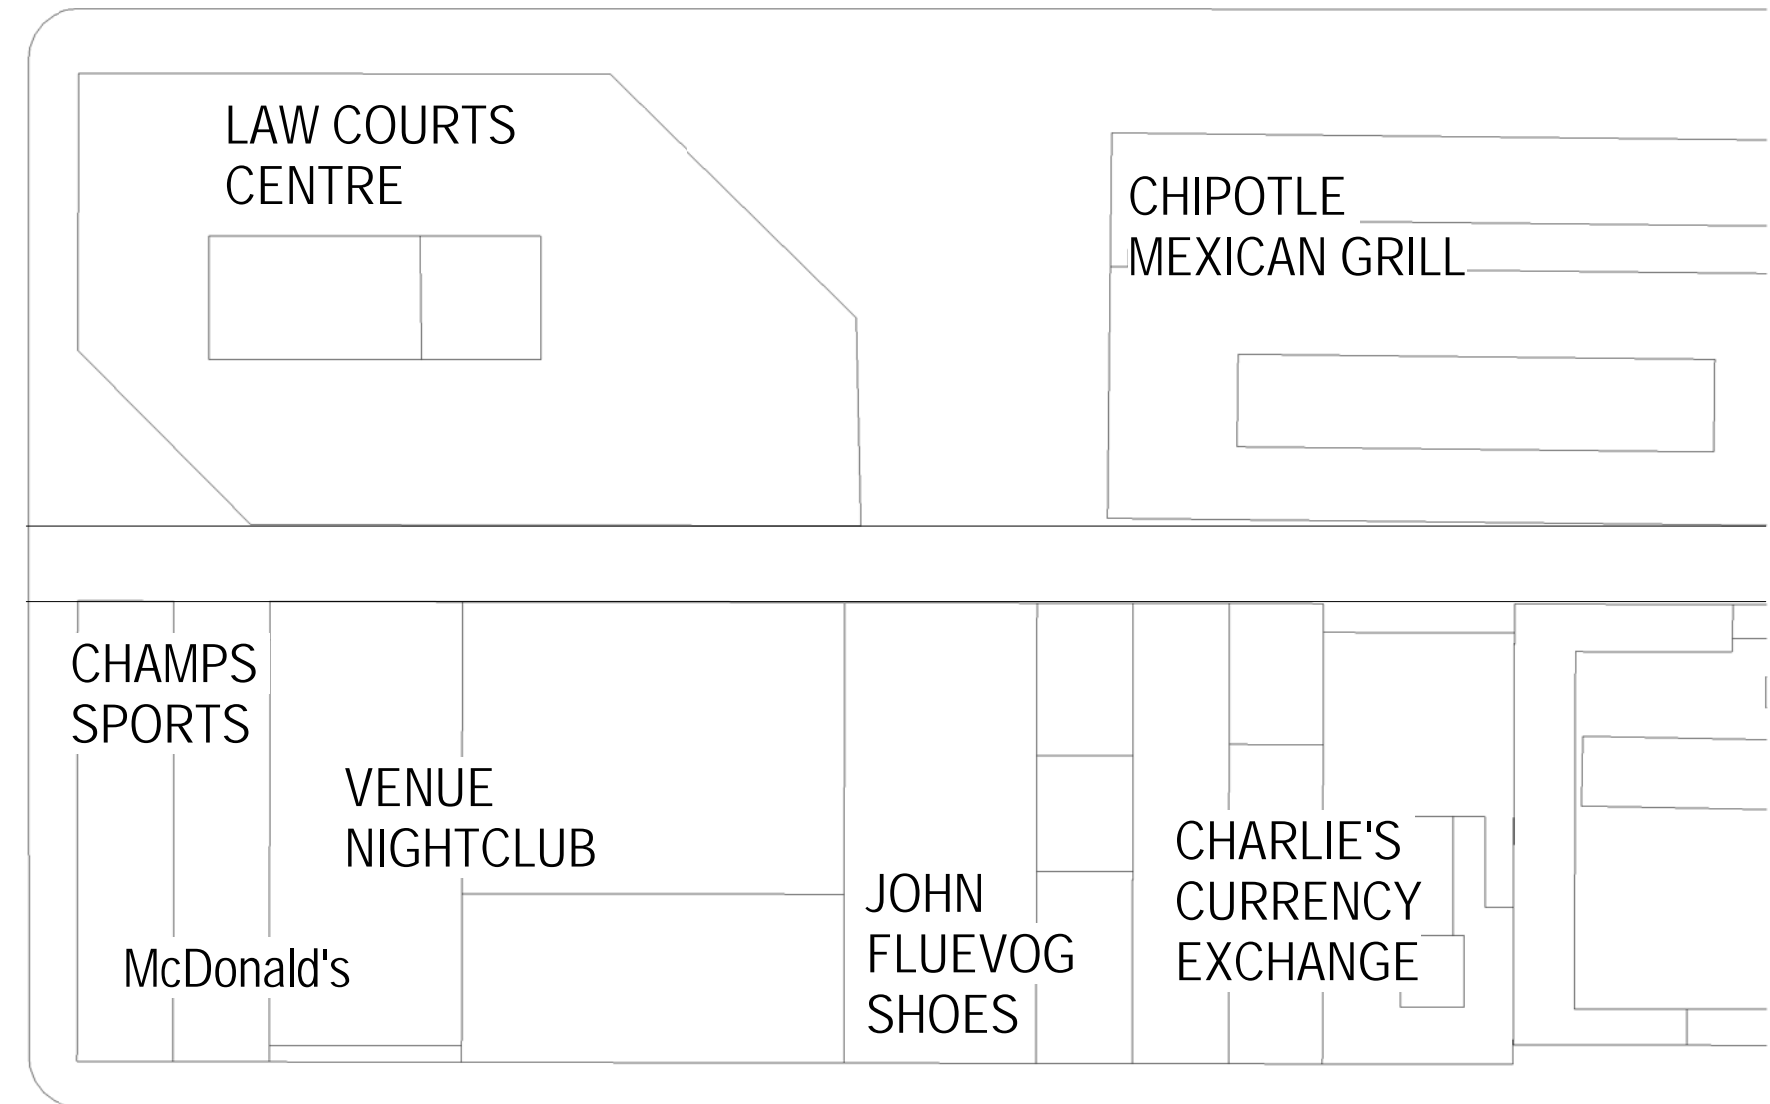 LAW COURTS
CENTRE
CHIPOTLE
MEXICAN GRILL
CHAMPS
SPORTS
VENUE
NIGHTCLUB
McDonald's
JOHN
FLUEVOG
SHOES
CHARLIE'S
CURRENCY
EXCHANGE